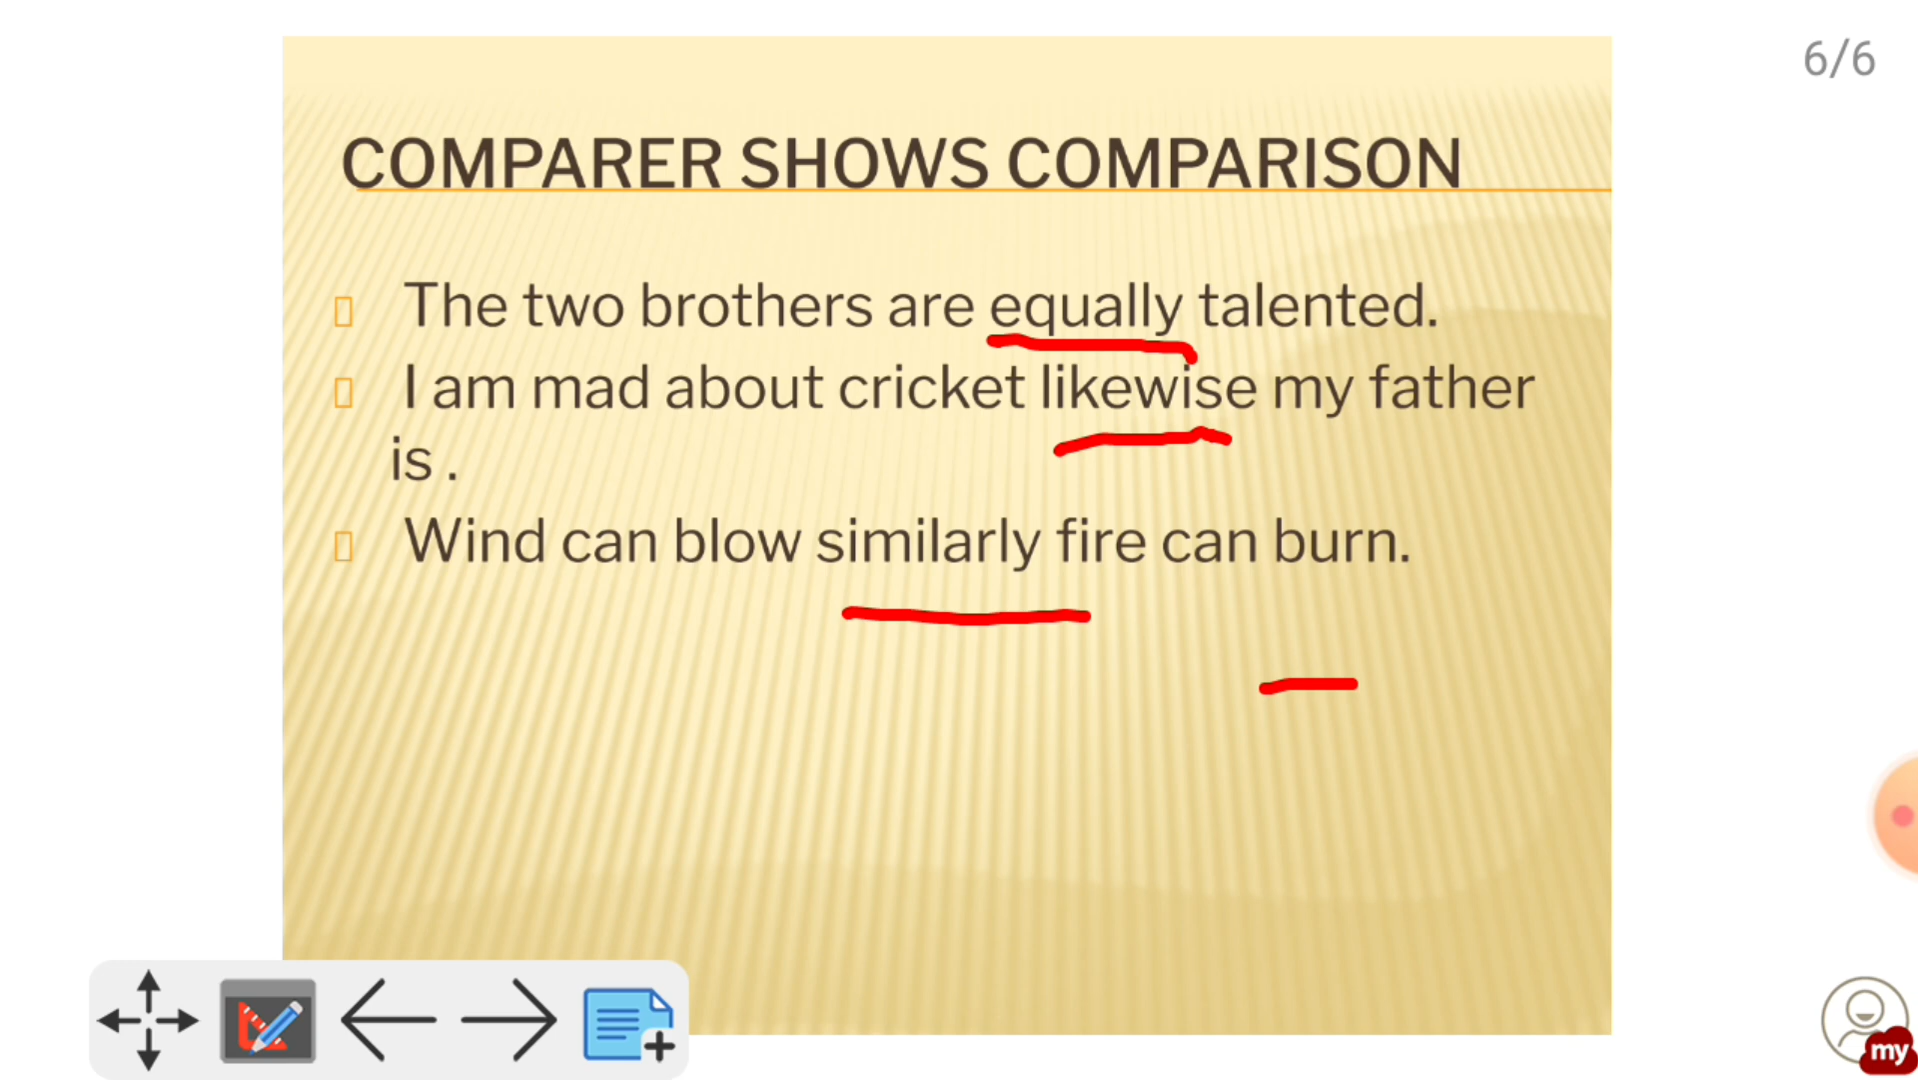 6/6
COMPARER SHOWS COMPARISON
The two brothers are equally talented.
I am mad about cricket likewise my father
is .
Wind can blow similarly fire can burn.
my